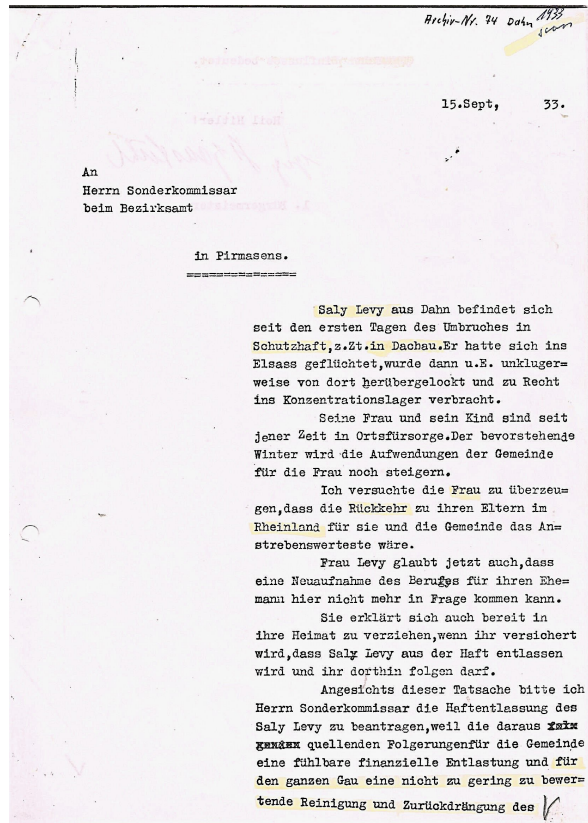 Archiv-Nr. 74 Dahn 1933
15.Sept, 33.
An
Herrn Sonderkommissar
beim Bezirksamt
in Pirmasens.
===============
Saly Levy aus Dahn befindet sich
seit den ersten Tagen des Umbruches in
Schutzhaft,z.Zt.in Dachau.Er hatte sich ins
Elsass geflüchtet,wurde dann u.E. unkluger=
weise von dort herübergelockt und zu Recht
ins Konzentrationslager verbracht.
Seine Frau und sein Kind sind seit
jener Zeit in Ortsfürsorge.Der bevorstehende
Winter wird die Aufwendungen der Gemeinde
für die Frau noch steigern.
Ich versuchte die Frau zu überzeu=
gen,dass die Rückkehr zu ihren Eltern im
Rheinland für sie und die Gemeinde das An=
strebenswerteste wäre.
Frau Levy glaubt jetzt auch,dass
eine Neuaufnahme des Berufes für ihren Ehe=
mann hier nicht mehr in Frage kommen kann.
Sie erklärt sich auch bereit in
ihre Heimat zu verziehen,wenn ihr versichert
wird,dass Saly Levy aus der Haft entlassen
wird und ihr dorthin folgen darf.
Angesichts dieser Tatsache bitte ich
Herrn Sonderkommissar die Haftentlassung des
Saly Levy zu beantragen,weil die daraus
quellenden Folgerungenfür die Gemeinde
eine fühlbare finanzielle Entlastung und für
den ganzen Gau eine nicht zu gering zu bewer=
tende Reinigung und Zurückdrängung des